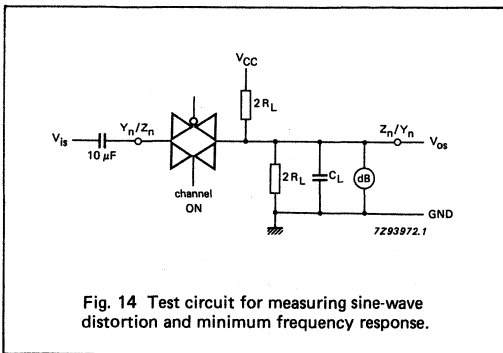 V_CC
2R_L
Y_n/Z_n
Z_n/Y_n
V_is
V_os
10 μF
2R_L
C_L
dB
channel
ON
GND
7Z93972.1
Fig. 14 Test circuit for measuring sine-wave
distortion and minimum frequency response.